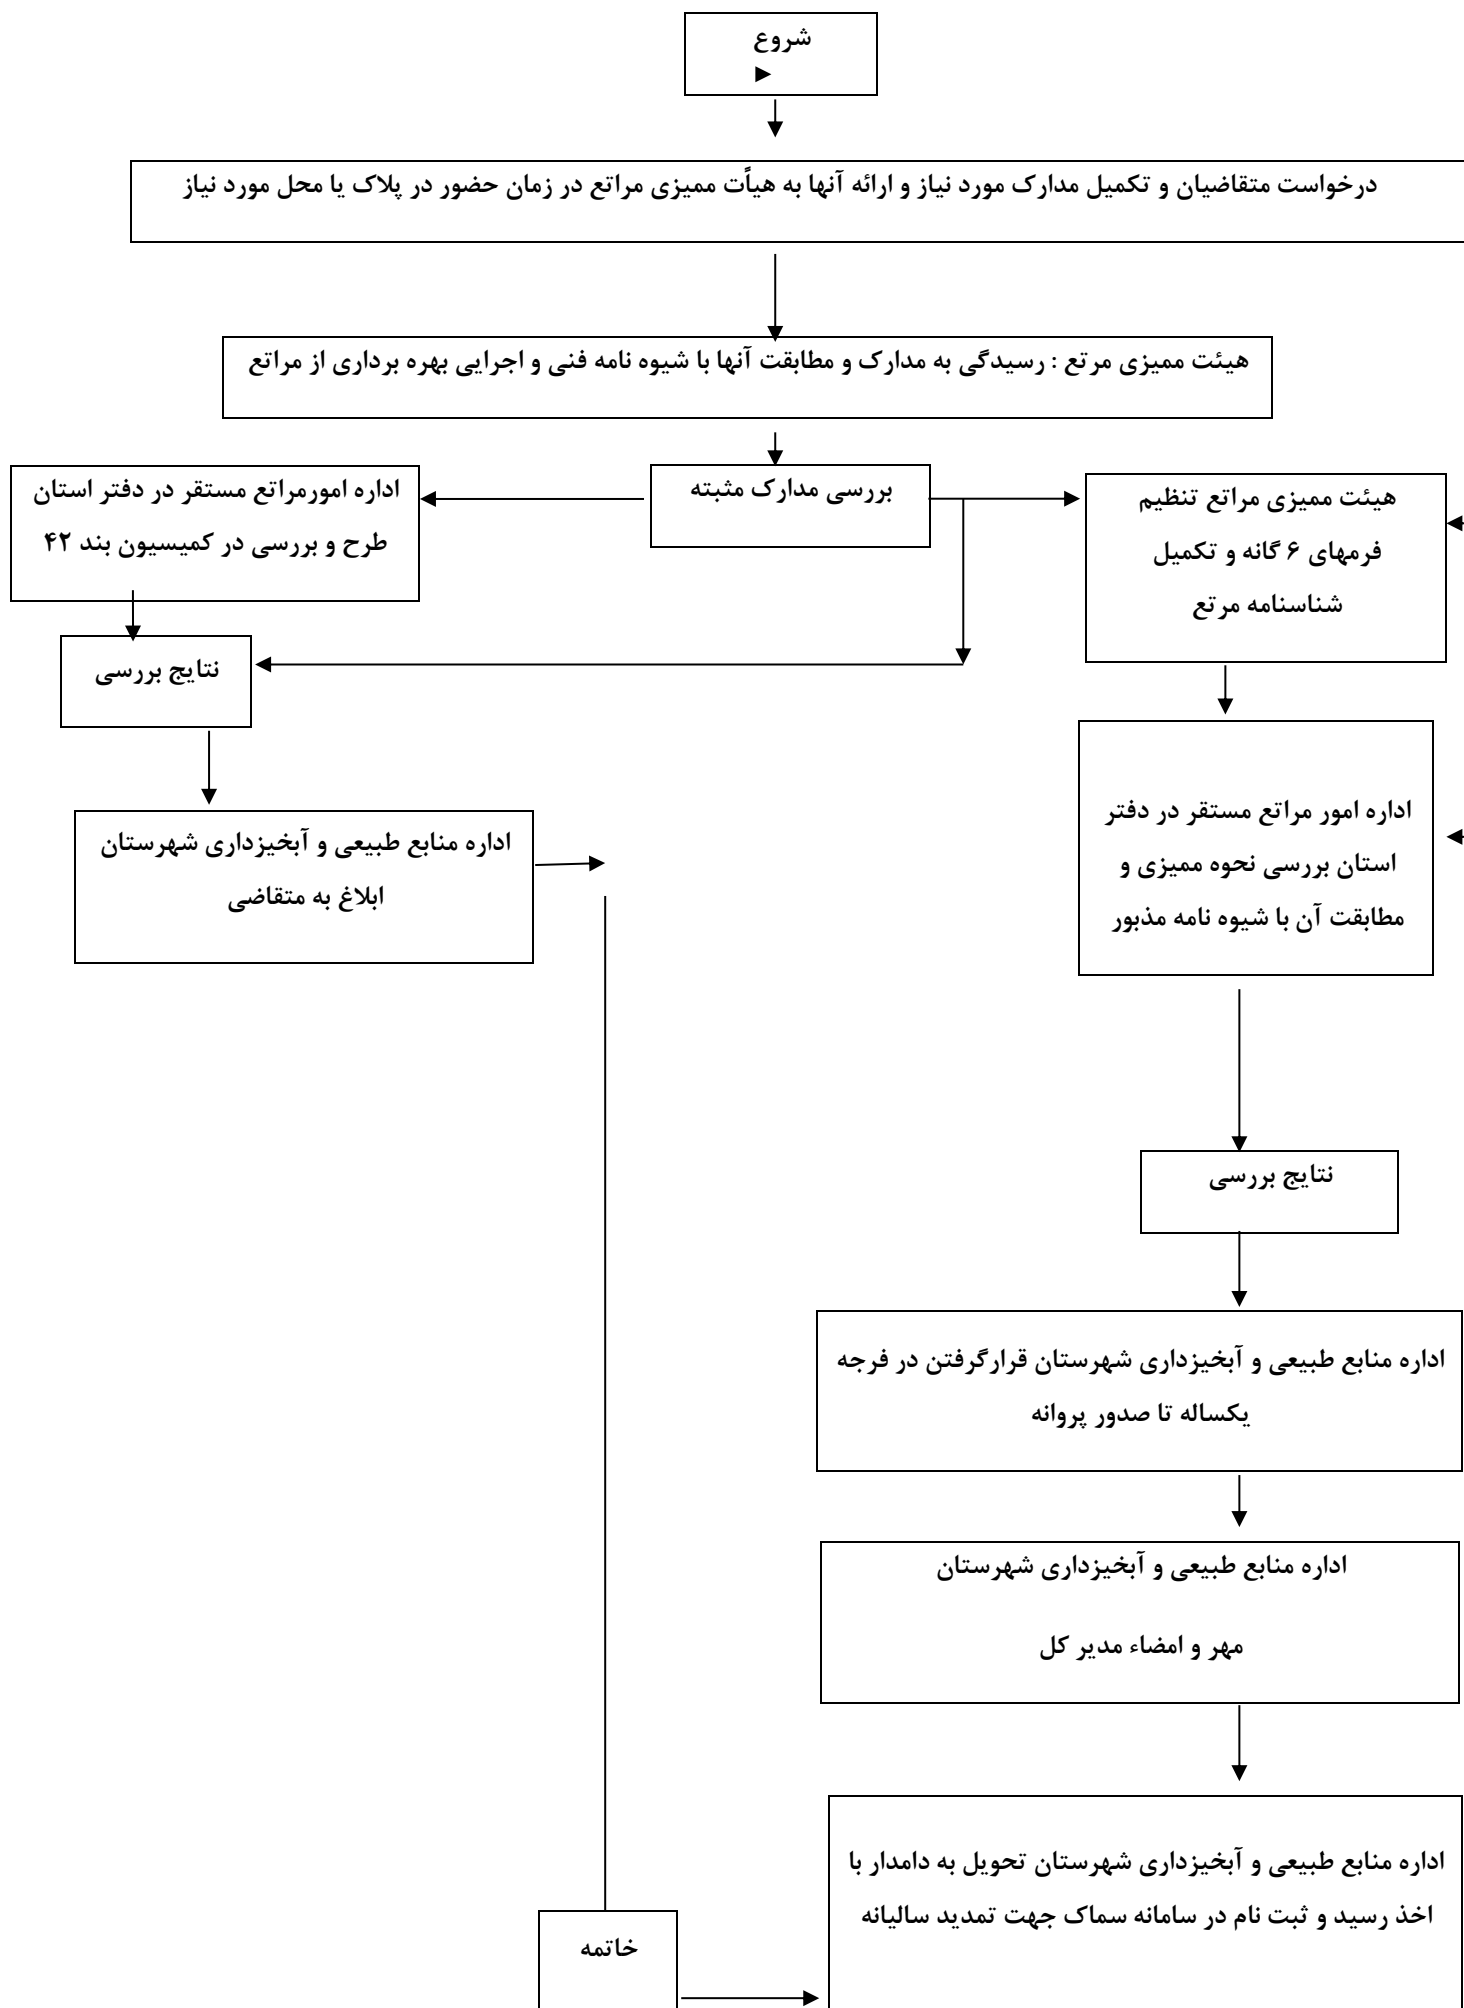 شروع
درخواست متقاضیان و تکمیل مدارک مورد نیاز و ارائه آنها به هیأت ممیزی مراتع در زمان حضور در پلاک یا محل مورد نیاز
هیئت ممیزی مرتع : رسیدگی به مدارک و مطابقت آنها با شیوه نامه فنی و اجرایی بهره برداری از مراتع
بررسی مدارک مثبته
هیئت ممیزی مراتع تنظیم
فرمهای ۶ گانه و تکمیل
شناسنامه مرتع
اداره امورمراتع مستقر در دفتر استان
طرح و بررسی در کمیسیون بند ۴۲
نتایج بررسی
اداره امور مراتع مستقر در دفتر
استان بررسی نحوه ممیزی و
مطابقت آن با شیوه نامه مذبور
اداره منابع طبیعی و آبخیزداری شهرستان
ابلاغ به متقاضی
نتایج بررسی
اداره منابع طبیعی و آبخیزداری شهرستان قرارگرفتن در فرجه
یکساله تا صدور پروانه
اداره منابع طبیعی و آبخیزداری شهرستان
مهر و امضاء مدیر کل
اداره منابع طبیعی و آبخیزداری شهرستان تحویل به دامدار با
اخذ رسید و ثبت نام در سامانه سماک جهت تمدید سالیانه
خاتمه